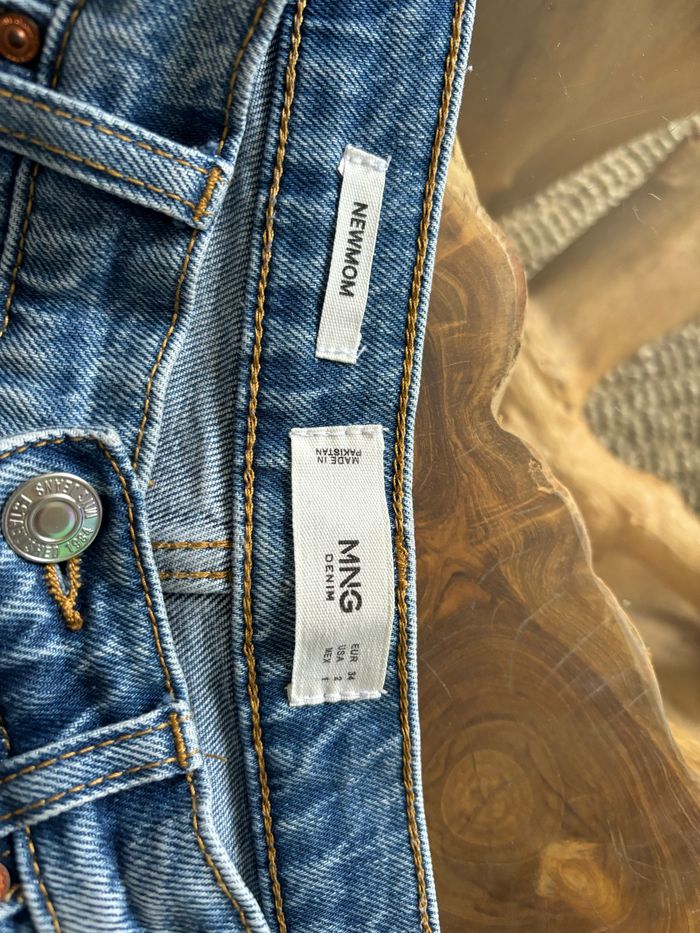 NEWMOM
MADE IN
PAKISTAN
MNG
DENIM
EUR 34
USA 2
MEX 1